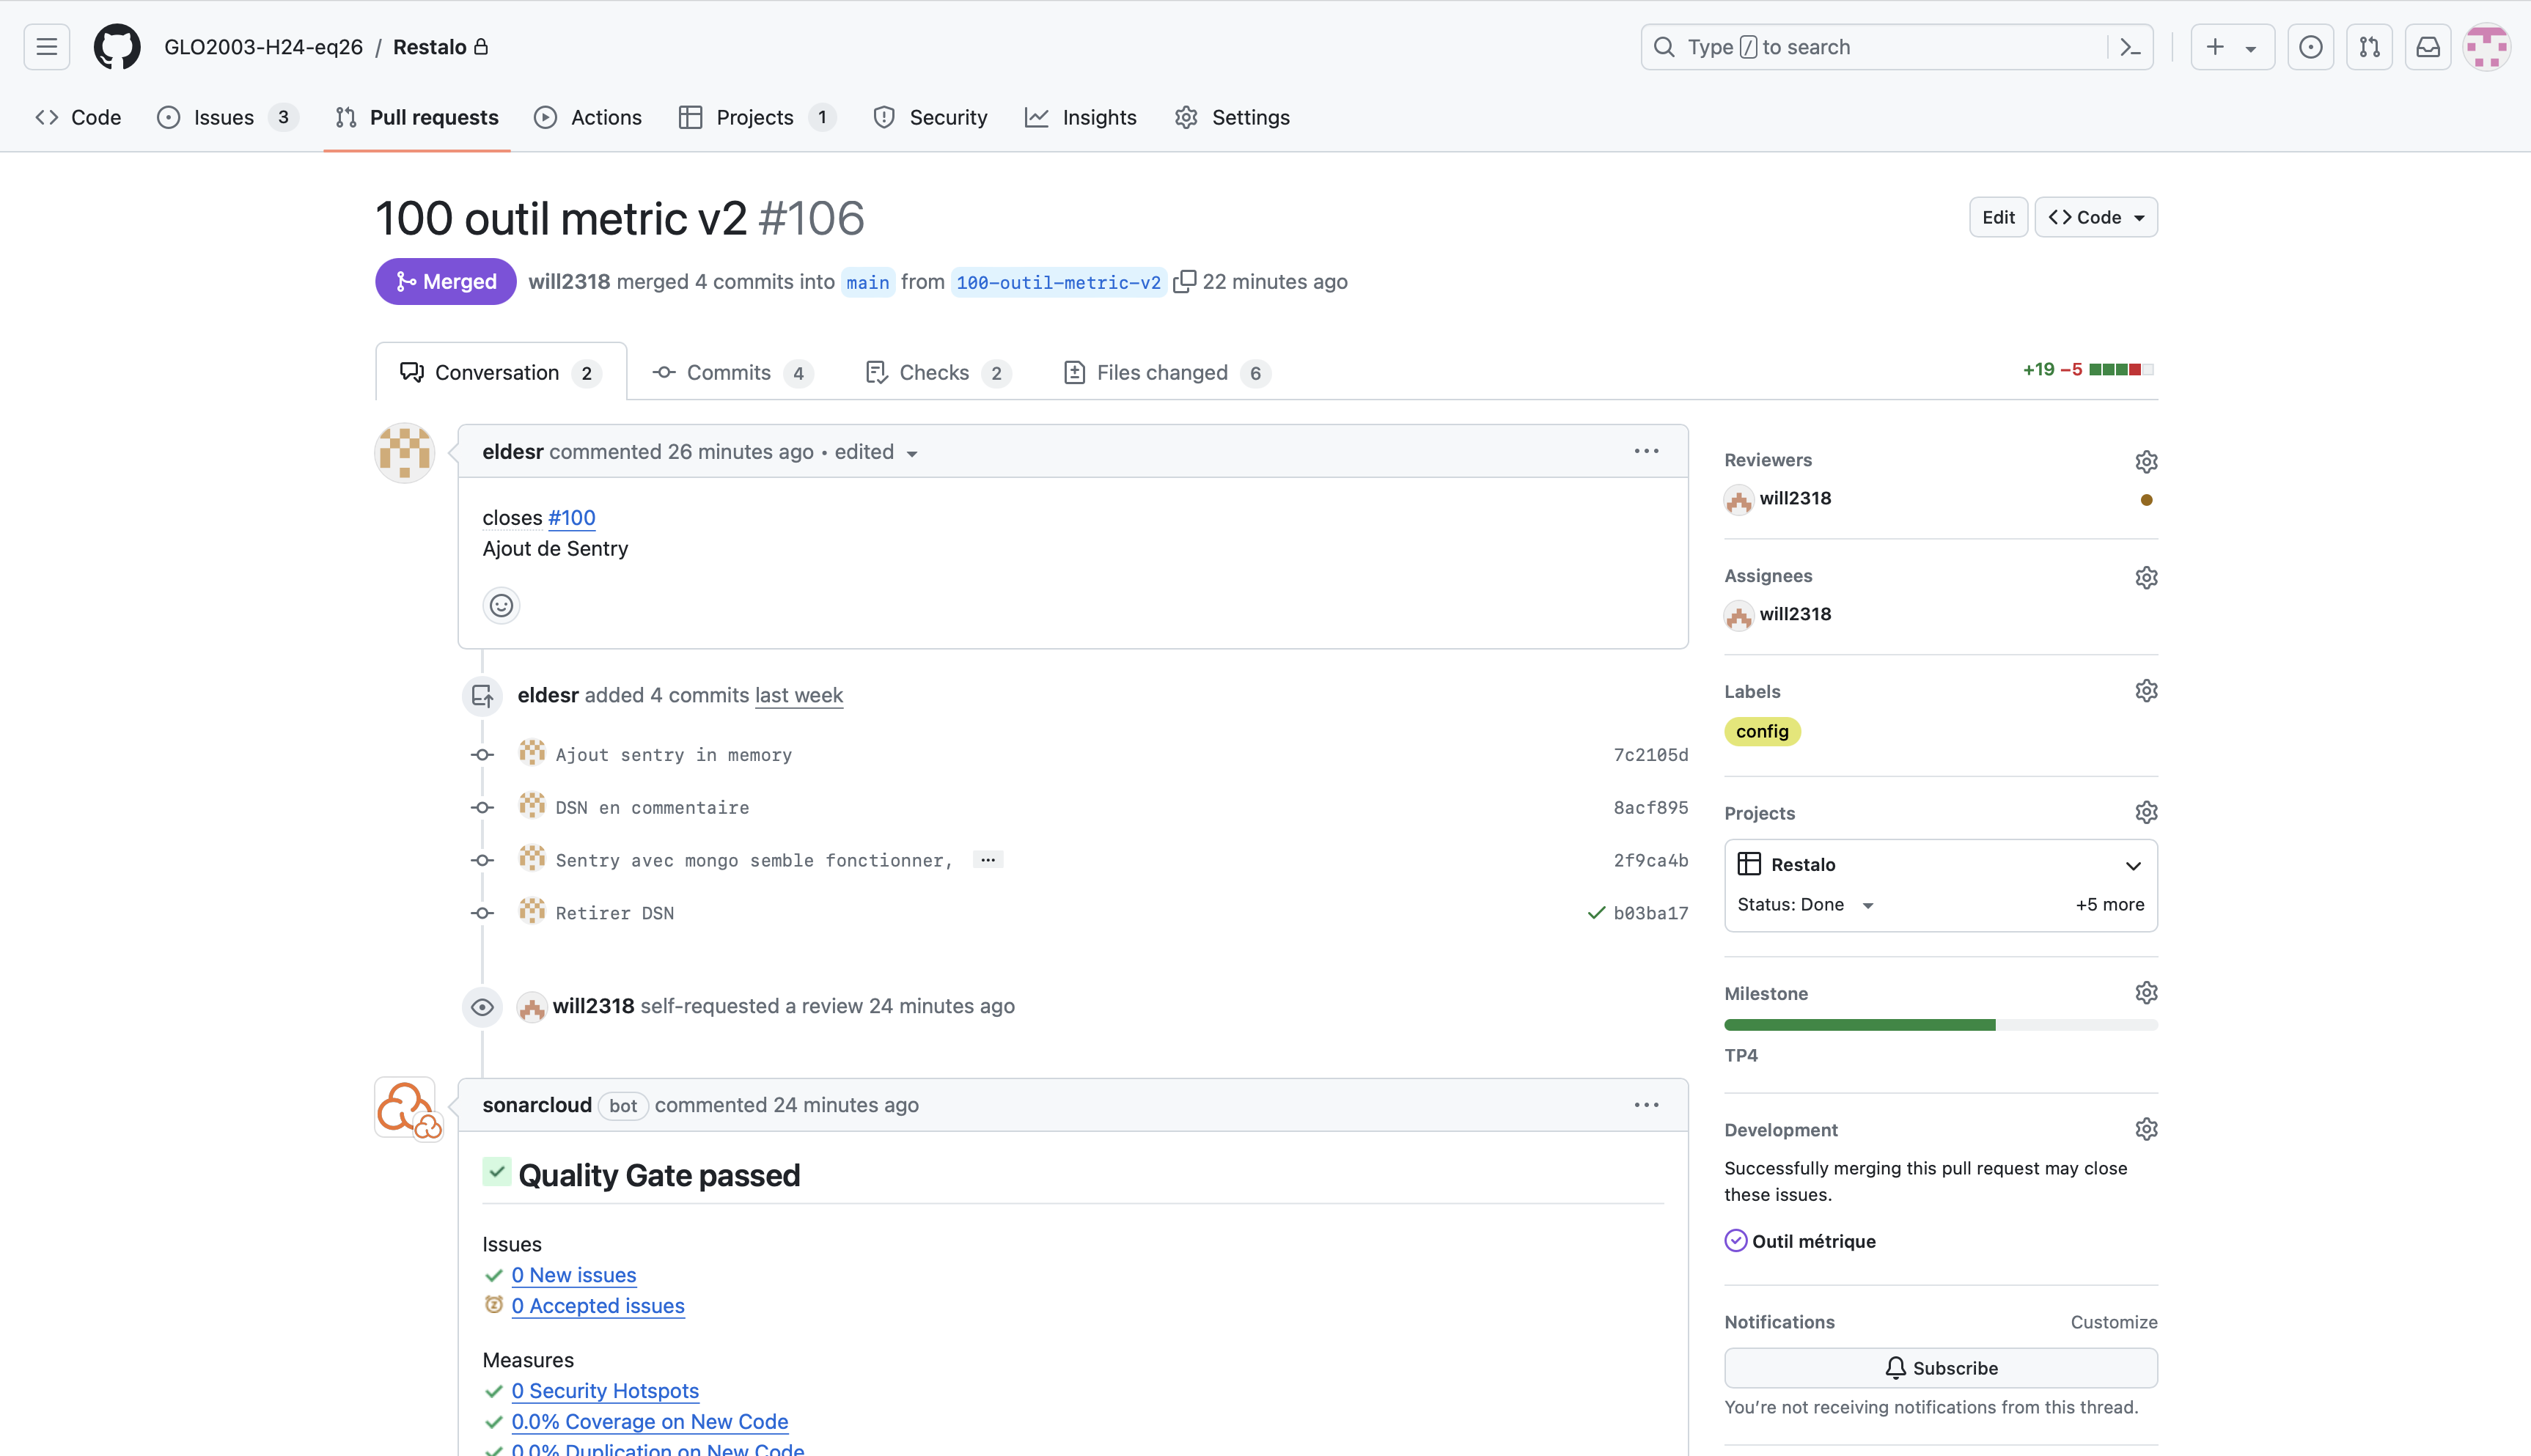 GLO2003-H24-eq26 / Restalo
Type / to search
Code
Issues 3
Pull requests
Actions
Projects 1
Security
Insights
Settings
100 outil metric v2 #106
Edit
Code
Merged
will2318 merged 4 commits into main from 100-outil-metric-v2 22 minutes ago
Conversation 2
Commits 4
Checks 2
Files changed 6
+19 −5
eldesr commented 26 minutes ago • edited
closes #100
Ajout de Sentry
eldesr added 4 commits last week
Ajout sentry in memory 7c2105d
DSN en commentaire 8acf895
Sentry avec mongo semble fonctionner, … 2f9ca4b
Retirer DSN b03ba17
will2318 self-requested a review 24 minutes ago
sonarcloud bot commented 24 minutes ago
Quality Gate passed
Issues
0 New issues
0 Accepted issues
Measures
0 Security Hotspots
0.0% Coverage on New Code
0.0% Duplication on New Code
Reviewers
will2318
Assignees
will2318
Labels
config
Projects
Restalo
Status: Done +5 more
Milestone
TP4
Development
Successfully merging this pull request may close
these issues.
Outil métrique
Notifications Customize
Subscribe
You’re not receiving notifications from this thread.